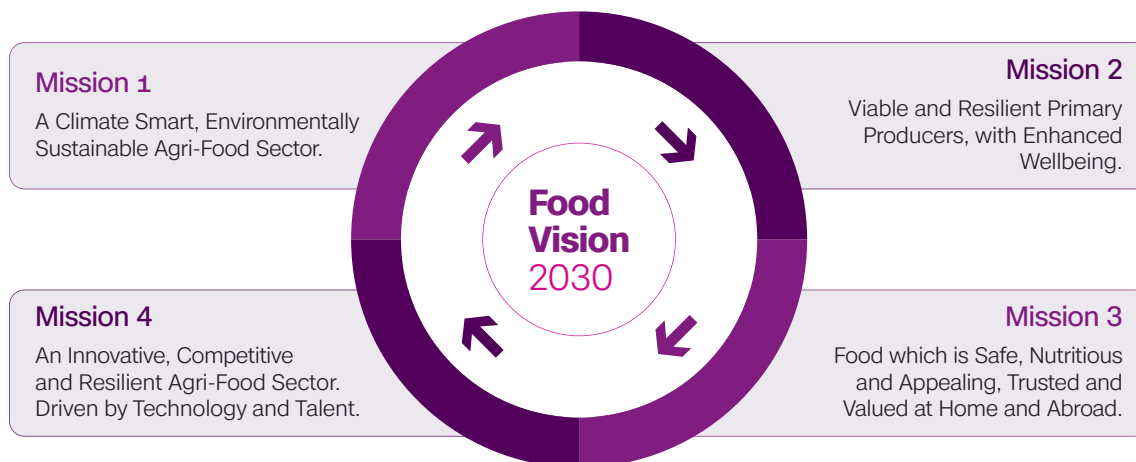 Mission 1
A Climate Smart, Environmentally
Sustainable Agri-Food Sector.
Mission 2
Viable and Resilient Primary
Producers, with Enhanced
Wellbeing.
Food
Vision
2030
Mission 4
An Innovative, Competitive
and Resilient Agri-Food Sector.
Driven by Technology and Talent.
Mission 3
Food which is Safe, Nutritious
and Appealing, Trusted and
Valued at Home and Abroad.